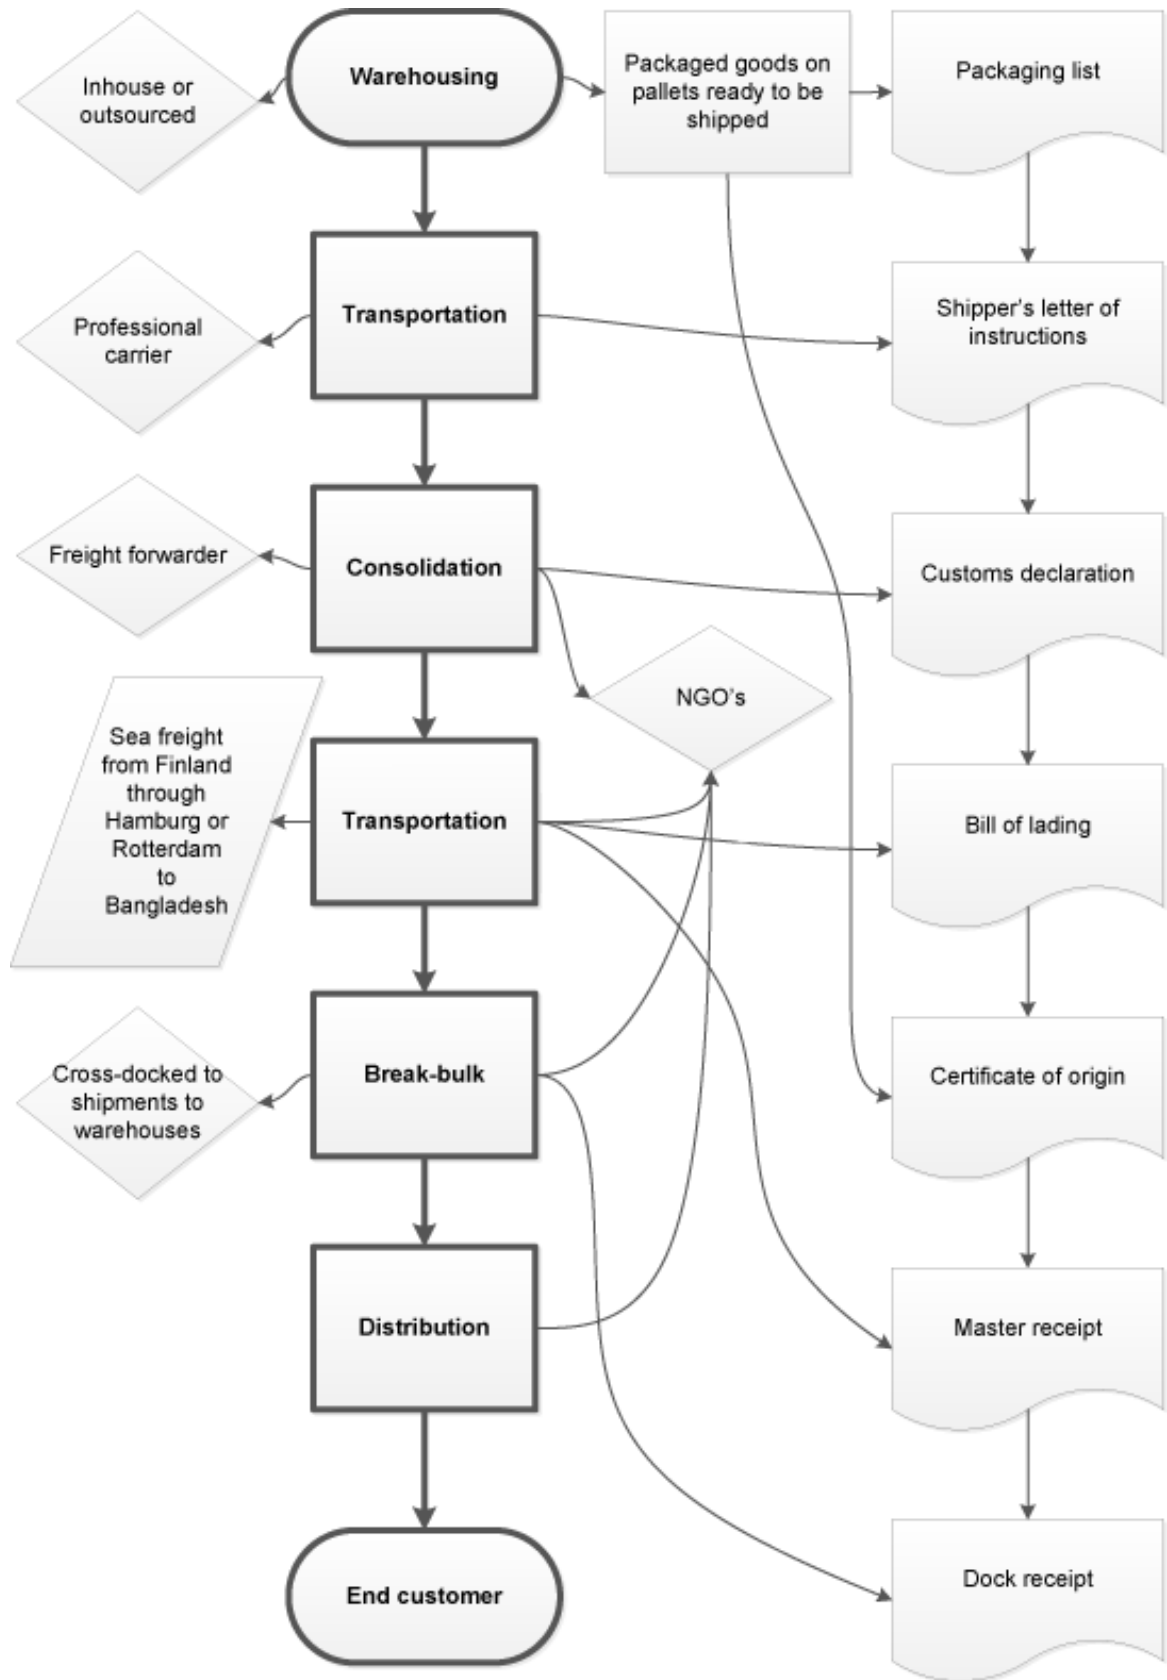 Inhouse or
outsourced
Warehousing
Packaged goods on
pallets ready to be
shipped
Packaging list
Professional
carrier
Transportation
Shipper's letter of
instructions
Freight forwarder
Consolidation
Customs declaration
NGO's
Sea freight
from Finland
through
Hamburg or
Rotterdam
to
Bangladesh
Transportation
Bill of lading
Cross-docked to
shipments to
warehouses
Break-bulk
Certificate of origin
Distribution
Master receipt
End customer
Dock receipt